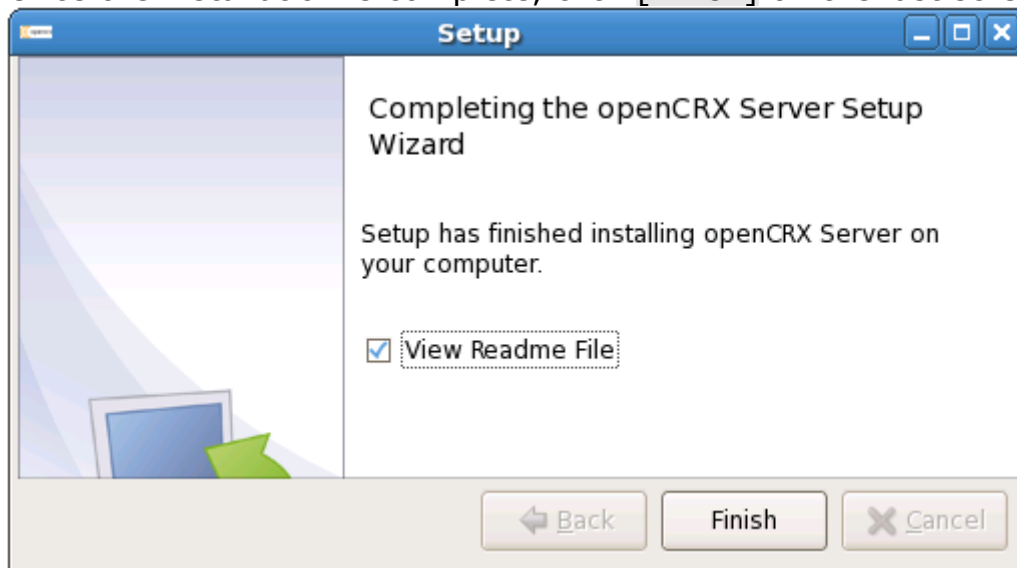 Setup
Completing the openCRX Server Setup
Wizard
Setup has finished installing openCRX Server on
your computer.
View Readme File
Back
Finish
Cancel